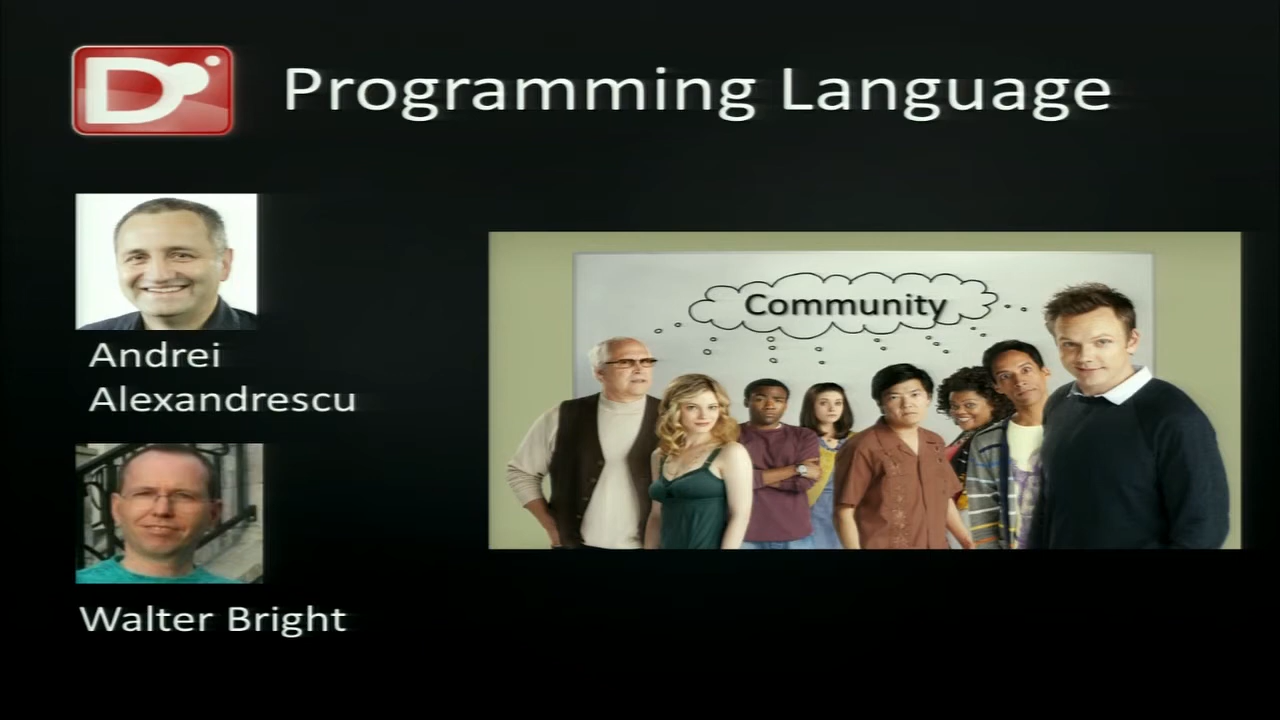 D Programming Language
Andrei
Alexandrescu
Walter Bright
Community